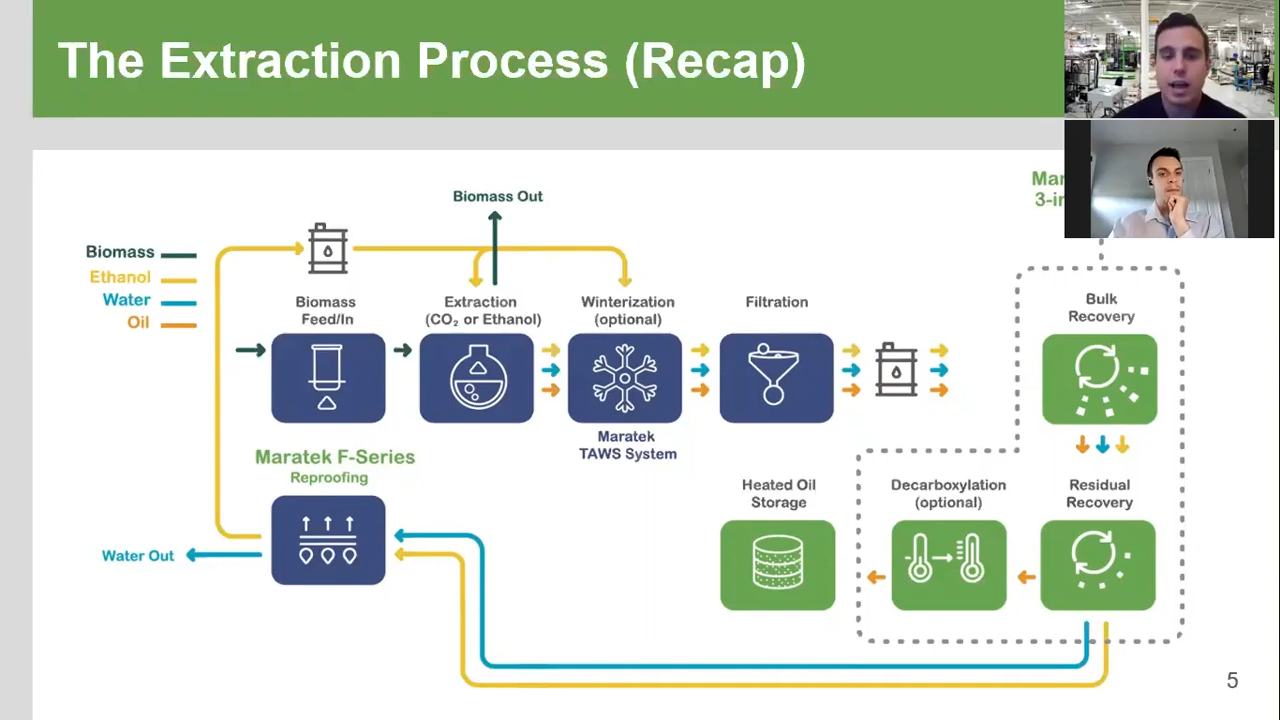 The Extraction Process (Recap)
Biomass Out
Biomass
Ethanol
Water
Oil
Biomass
Feed/In
Extraction
(CO₂ or Ethanol)
Winterization
(optional)
Filtration
Bulk
Recovery
Maratek
TAWS System
Maratek F-Series
Reproofing
Heated Oil
Storage
Decarboxylation
(optional)
Residual
Recovery
Water Out
5